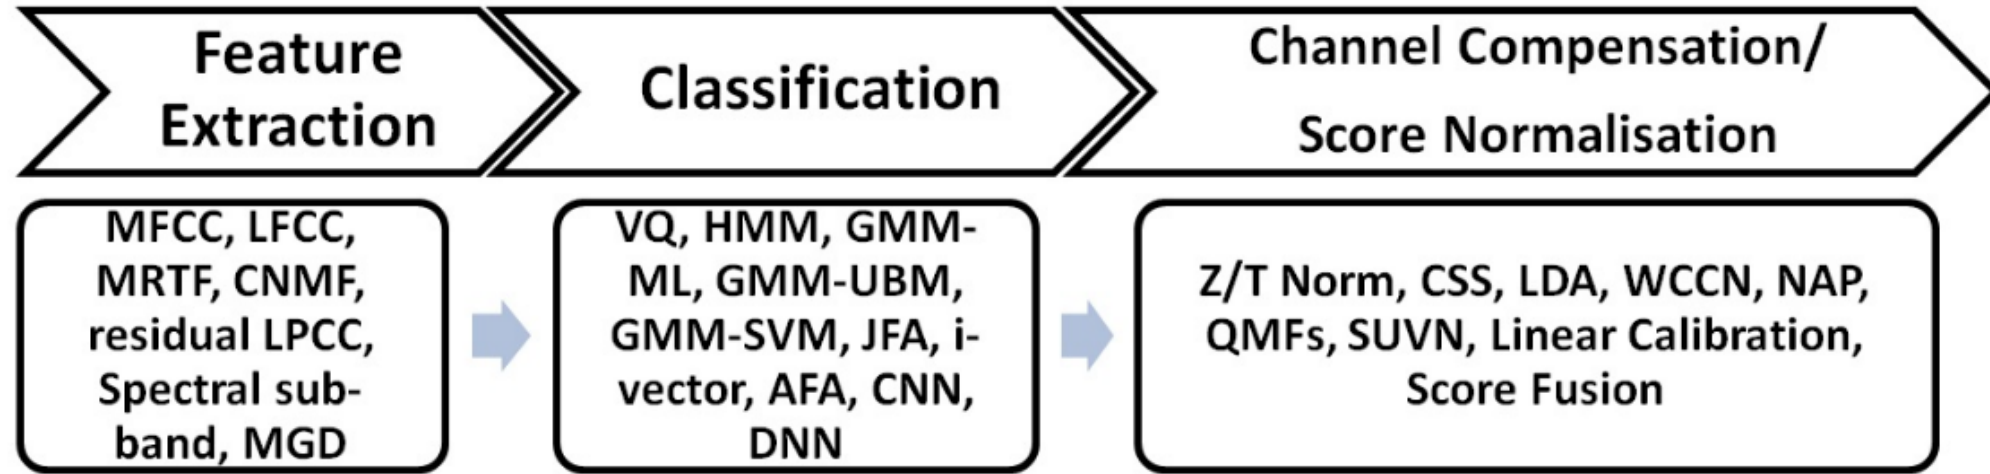 Feature
Extraction
Classification
Channel Compensation/
Score Normalisation
MFCC, LFCC,
MRTF, CNMF,
residual LPCC,
Spectral sub-
band, MGD
VQ, HMM, GMM-
ML, GMM-UBM,
GMM-SVM, JFA, i-
vector, AFA, CNN,
DNN
Z/T Norm, CSS, LDA, WCCN, NAP,
QMFs, SUVN, Linear Calibration,
Score Fusion